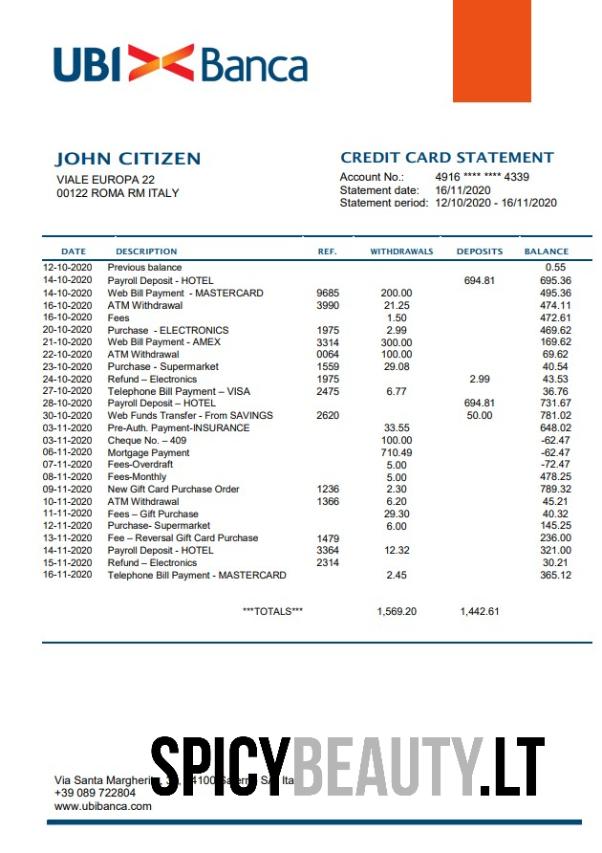 UBI Banca
JOHN CITIZEN
VIALE EUROPA 22
00122 ROMA RM ITALY
CREDIT CARD STATEMENT
Account No.: 4916 **** **** 4339
Statement date: 16/11/2020
Statement period: 12/10/2020 - 16/11/2020
DATE DESCRIPTION REF. WITHDRAWALS DEPOSITS BALANCE
12-10-2020 Previous balance 0.55
14-10-2020 Payroll Deposit - HOTEL 694.81 695.36
14-10-2020 Web Bill Payment - MASTERCARD 9685 200.00 495.36
16-10-2020 ATM Withdrawal 3990 21.25 474.11
16-10-2020 Fees 1.50 472.61
20-10-2020 Purchase - ELECTRONICS 1975 2.99 469.62
21-10-2020 Web Bill Payment - AMEX 3314 300.00 169.62
22-10-2020 ATM Withdrawal 0064 100.00 69.62
23-10-2020 Purchase - Supermarket 1559 29.08 40.54
24-10-2020 Refund – Electronics 1975 2.99 43.53
27-10-2020 Telephone Bill Payment – VISA 2475 6.77 36.76
28-10-2020 Payroll Deposit – HOTEL 694.81 731.67
30-10-2020 Web Funds Transfer - From SAVINGS 2620 50.00 781.02
03-11-2020 Pre-Auth. Payment-INSURANCE 33.55 648.02
03-11-2020 Cheque No. – 409 100.00 -62.47
06-11-2020 Mortgage Payment 710.49 -62.47
07-11-2020 Fees-Overdraft 5.00 -72.47
08-11-2020 Fees-Monthly 5.00 478.25
09-11-2020 New Gift Card Purchase Order 1236 2.30 789.32
10-11-2020 ATM Withdrawal 1366 6.20 45.21
11-11-2020 Fees – Gift Purchase 29.30 40.32
12-11-2020 Purchase- Supermarket 6.00 145.25
13-11-2020 Fee – Reversal Gift Card Purchase 1479 236.00
14-11-2020 Payroll Deposit - HOTEL 3364 12.32 321.00
15-11-2020 Refund – Electronics 2314 30.21
16-11-2020 Telephone Bill Payment - MASTERCARD 2.45 365.12
***TOTALS*** 1,569.20 1,442.61
SPICYBEAUTY.LT
Via Santa
+39 089 722804
www.ubibanca.com